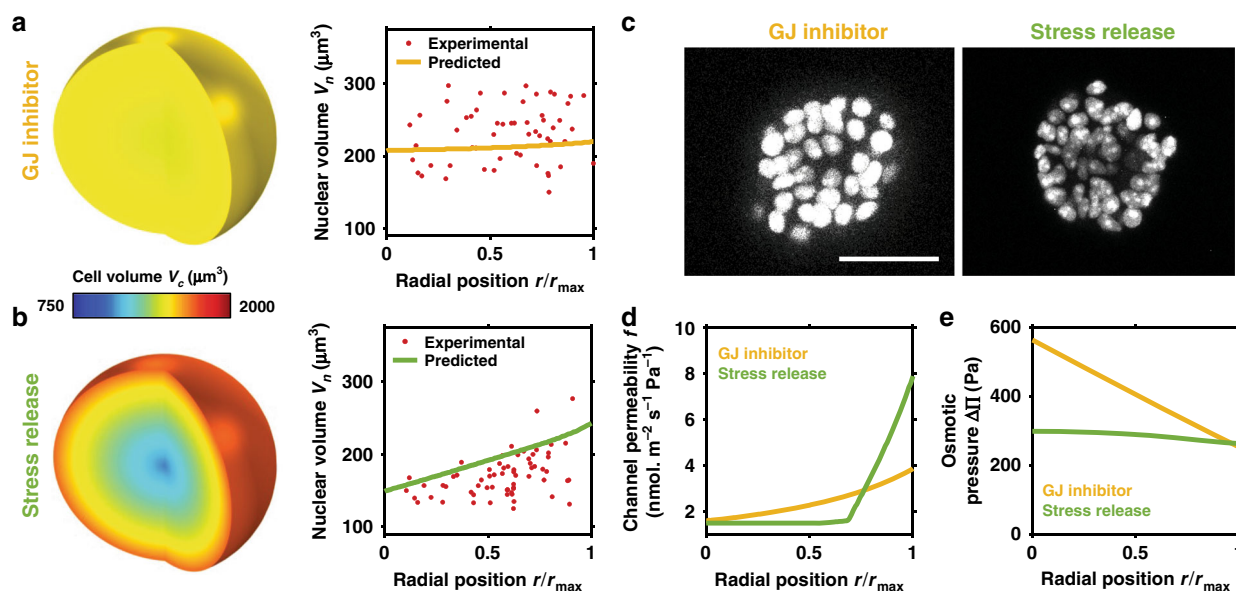 a
GJ inhibitor
Nuclear volume Vn (μm³)
300
200
100
Experimental
Predicted
0
0.5
1
Radial position r/rmax
Cell volume Vc (μm³)
750
2000
b
Stress release
Nuclear volume Vn (μm³)
300
200
100
Experimental
Predicted
0
0.5
1
Radial position r/rmax
c
GJ inhibitor
Stress release
d
Channel permeability f
(nmol. m⁻² s⁻¹ Pa⁻¹)
10
8
6
4
2
GJ inhibitor
Stress release
0
0.5
1
Radial position r/rmax
e
Osmotic
pressure ΔΠ (Pa)
600
400
200
0
GJ inhibitor
Stress release
0
0.5
1
Radial position r/rmax